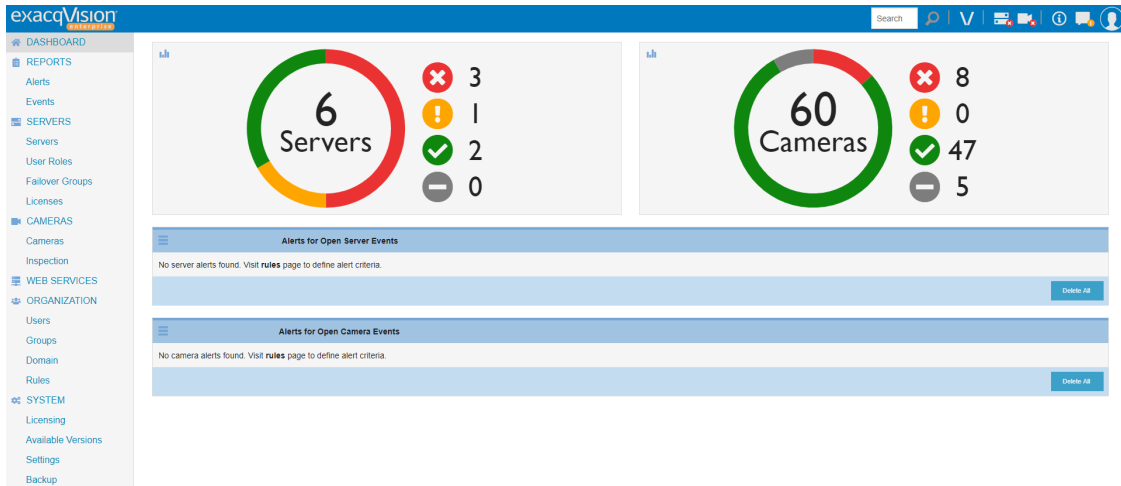 exacqVision
enterprise
Search
DASHBOARD
REPORTS
Alerts
Events
SERVERS
Servers
User Roles
Failover Groups
Licenses
CAMERAS
Cameras
Inspection
WEB SERVICES
ORGANIZATION
Users
Groups
Domain
Rules
SYSTEM
Licensing
Available Versions
Settings
Backup
6
Servers
3
1
2
0
60
Cameras
8
0
47
5
Alerts for Open Server Events
No server alerts found. Visit rules page to define alert criteria.
Delete All
Alerts for Open Camera Events
No camera alerts found. Visit rules page to define alert criteria.
Delete All